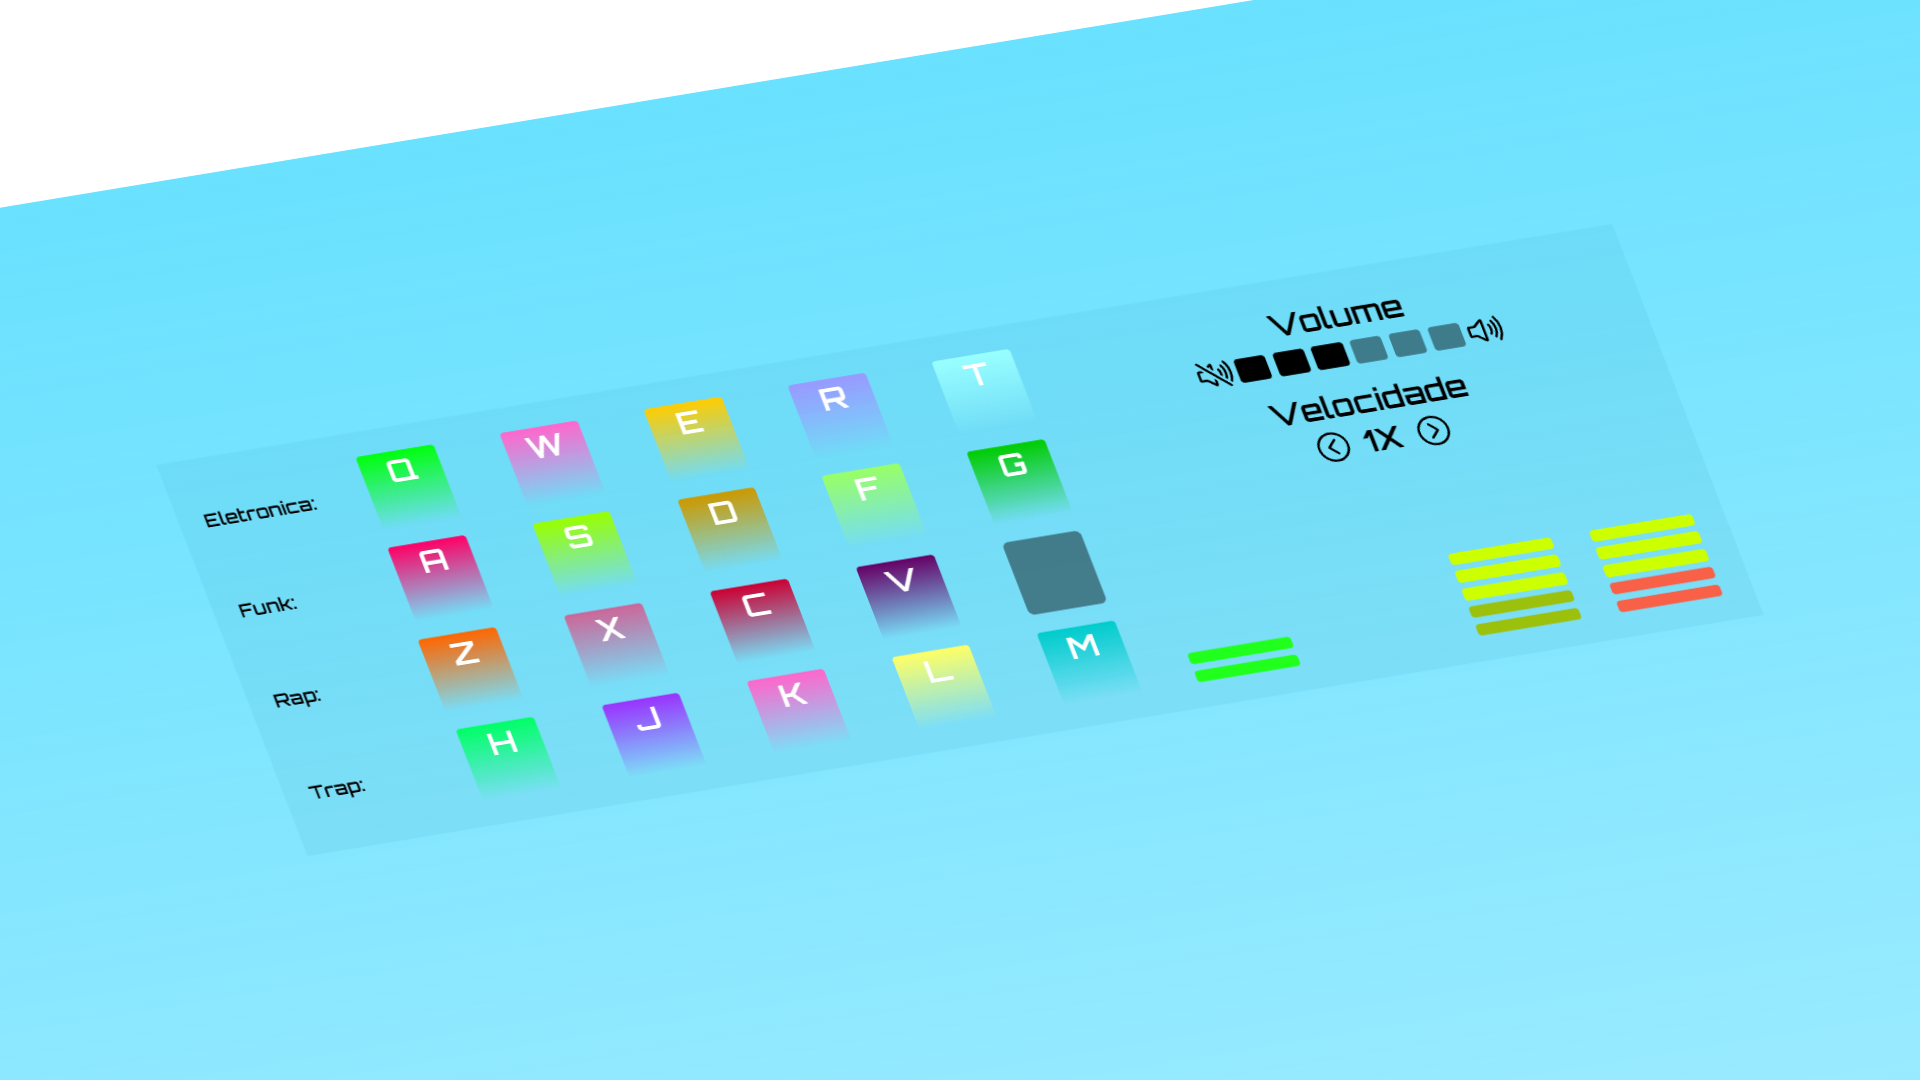 Eletronica: Q W E R T
Funk: A S D F G
Rap: Z X C V
Trap: H J K L M
Volume
Velocidade
1X